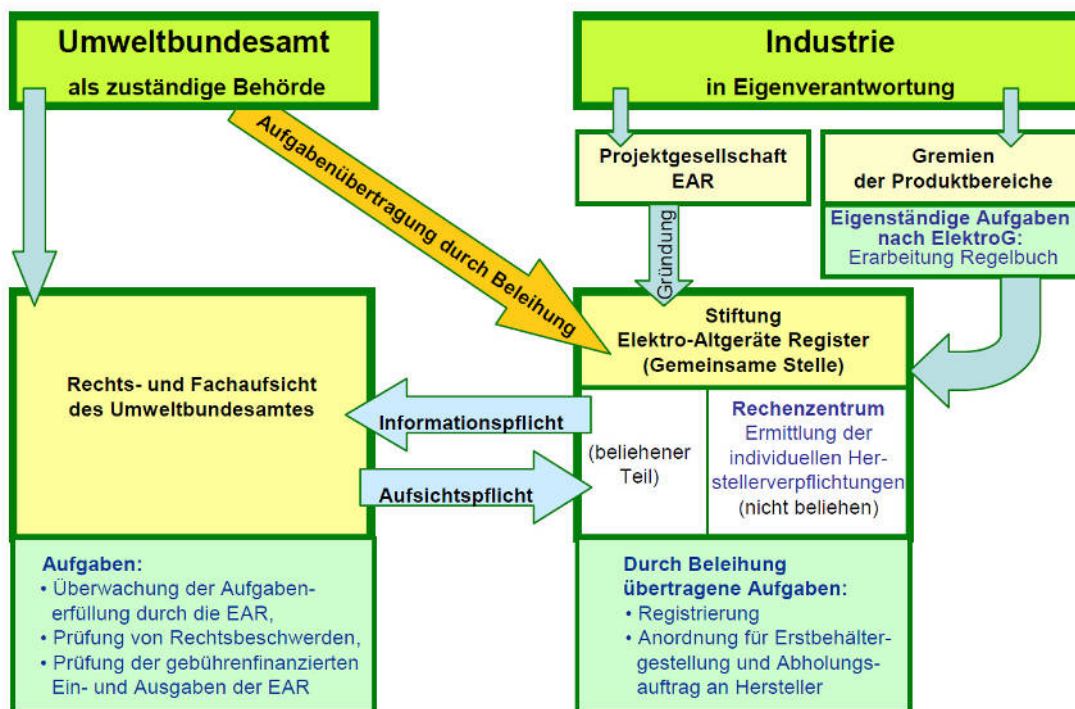 Umweltbundesamt
als zuständige Behörde
Industrie
in Eigenverantwortung
Aufgabenübertragung durch Beleihung
Projektgesellschaft
EAR
Gremien
der Produktbereiche
Eigenständige Aufgaben
nach ElektroG:
Erarbeitung Regelbuch
Gründung
Rechts- und Fachaufsicht
des Umweltbundesamtes
Informationspflicht
Aufsichtspflicht
Stiftung
Elektro-Altgeräte Register
(Gemeinsame Stelle)
(beliehener
Teil)
Rechenzentrum
Ermittlung der
individuellen Her-
stellerverpflichtungen
(nicht beliehen)
Aufgaben:
• Überwachung der Aufgaben-
erfüllung durch die EAR,
• Prüfung von Rechtsbeschwerden,
• Prüfung der gebührenfinanzierten
Ein- und Ausgaben der EAR
Durch Beleihung
übertragene Aufgaben:
• Registrierung
• Anordnung für Erstbehälter-
gestellung und Abholungs-
auftrag an Hersteller